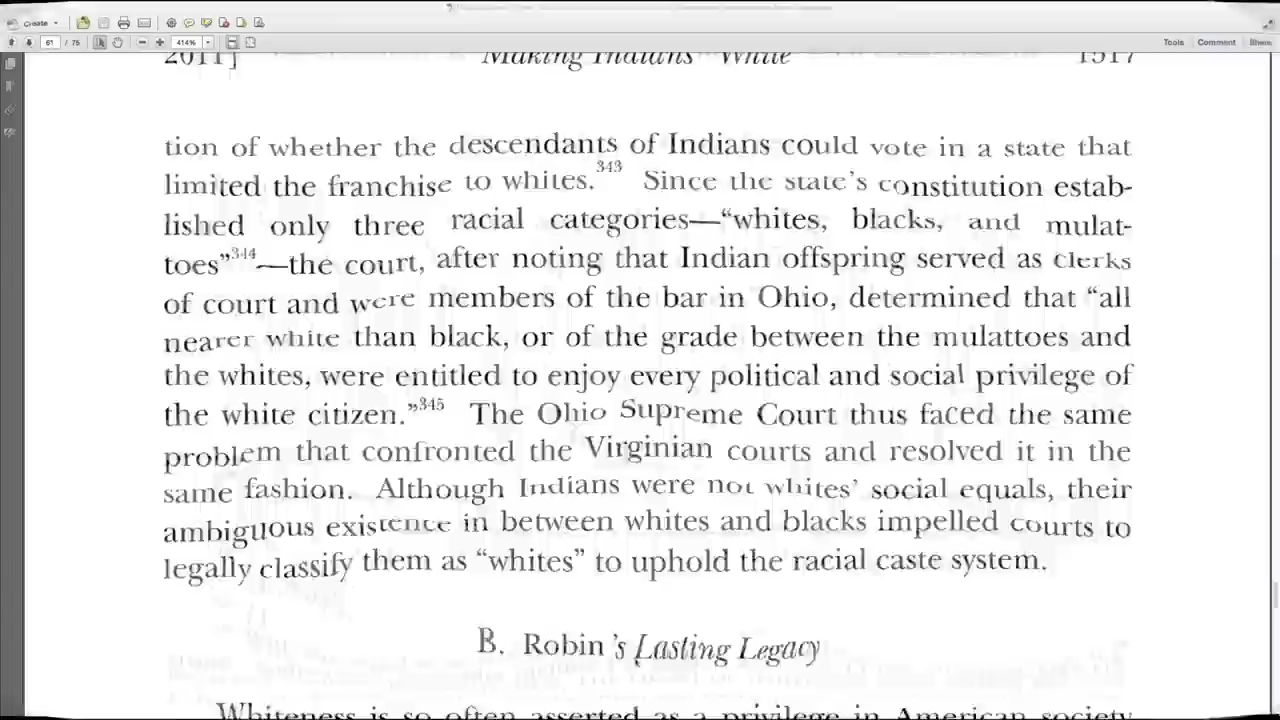 Create
61 / 75
414%
Tools Comment Share
2011] Making Indians "White" 1517
tion of whether the descendants of Indians could vote in a state that
limited the franchise to whites.343 Since the state's constitution estab-
lished only three racial categories—"whites, blacks, and mulat-
toes"344—the court, after noting that Indian offspring served as clerks
of court and were members of the bar in Ohio, determined that "all
nearer white than black, or of the grade between the mulattoes and
the whites, were entitled to enjoy every political and social privilege of
the white citizen."345 The Ohio Supreme Court thus faced the same
problem that confronted the Virginian courts and resolved it in the
same fashion. Although Indians were not whites' social equals, their
ambiguous existence in between whites and blacks impelled courts to
legally classify them as "whites" to uphold the racial caste system.
B. Robin's Lasting Legacy
Whiteness is so often asserted as a privilege in American society